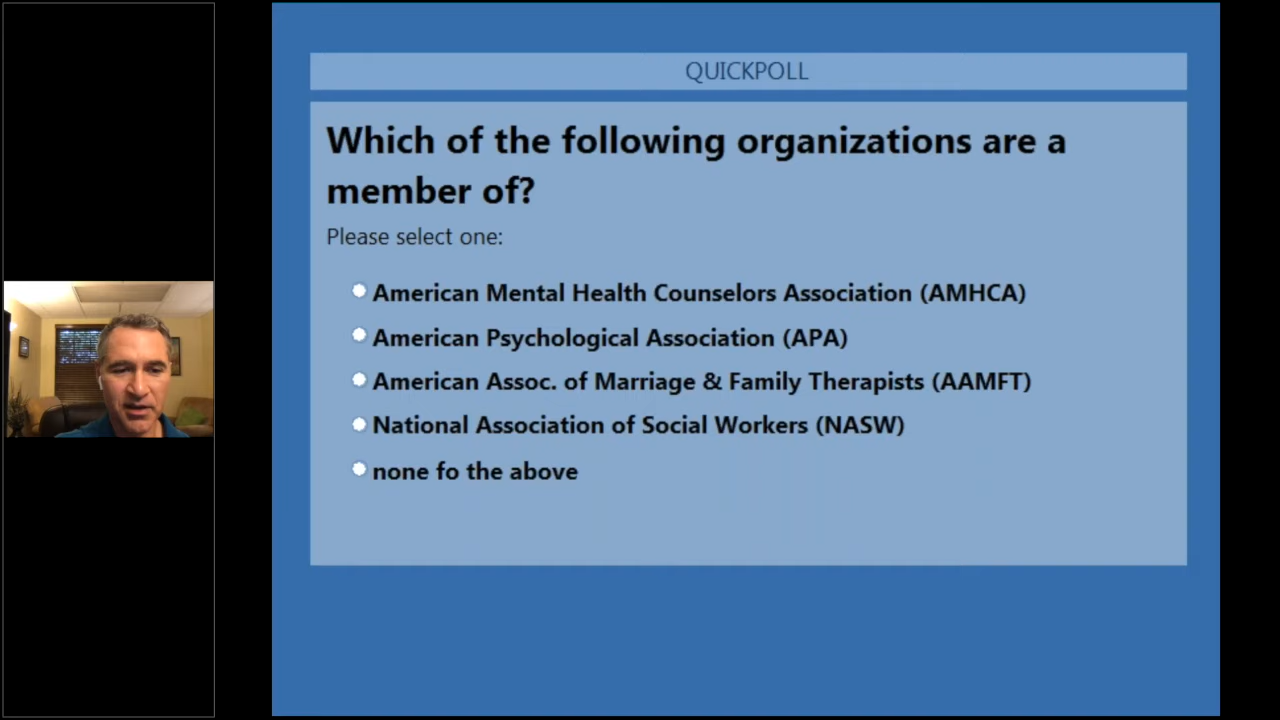 QUICKPOLL
Which of the following organizations are a
member of?
Please select one:
American Mental Health Counselors Association (AMHCA)
American Psychological Association (APA)
American Assoc. of Marriage & Family Therapists (AAMFT)
National Association of Social Workers (NASW)
none fo the above